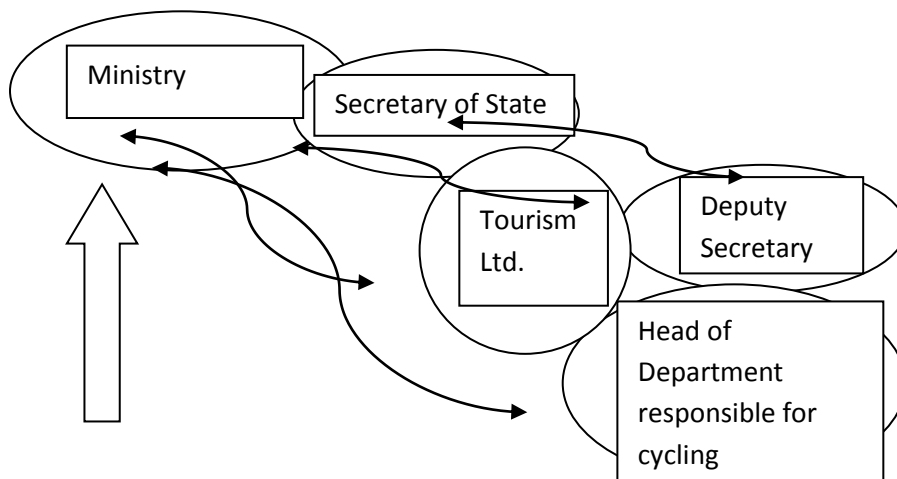 Ministry
Secretary of State
Tourism
Ltd.
Deputy
Secretary
Head of
Department
responsible for
cycling